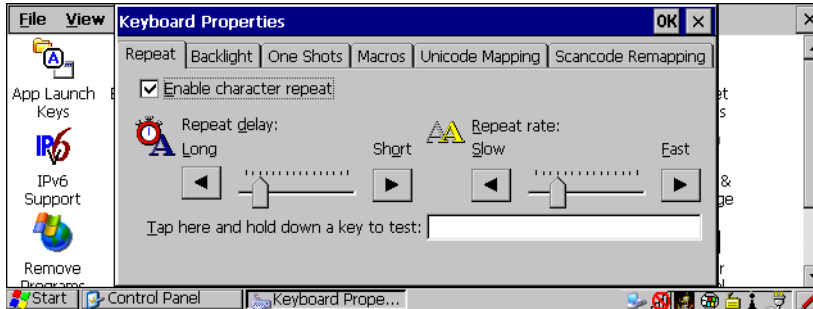 File View
Keyboard Properties
OK
Repeat Backlight One Shots Macros Unicode Mapping Scancode Remapping
Enable character repeat
Repeat delay:
Long Short
Repeat rate:
Slow Fast
Tap here and hold down a key to test:
App Launch
Keys
IPv6
IPv6
Support
Remove
Programs
&
Start Control Panel Keyboard Prope...